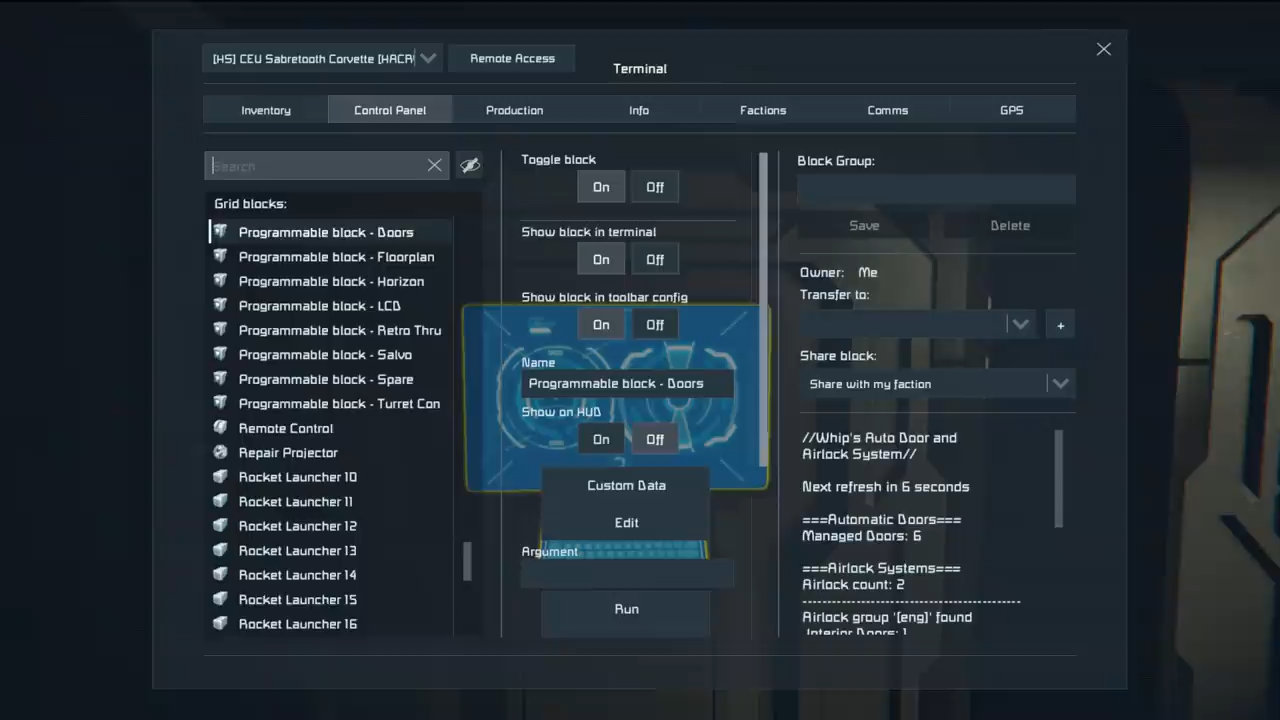 [HS] CEU Sabretooth Corvette [HACK
Remote Access
Terminal
Inventory
Control Panel
Production
Info
Factions
Comms
GPS
Search
Grid blocks:
Programmable block - Doors
Programmable block - Floorplan
Programmable block - Horizon
Programmable block - LCD
Programmable block - Retro Thru
Programmable block - Salvo
Programmable block - Spare
Programmable block - Turret Con
Remote Control
Repair Projector
Rocket Launcher 10
Rocket Launcher 11
Rocket Launcher 12
Rocket Launcher 13
Rocket Launcher 14
Rocket Launcher 15
Rocket Launcher 16
Toggle block
On Off
Show block in terminal
On Off
Show block in toolbar config
On Off
Name
Programmable block - Doors
Show on HUD
On Off
Custom Data
Edit
Argument
Run
Block Group:
Save Delete
Owner: Me
Transfer to:
+
Share block:
Share with my faction
//Whip's Auto Door and
Airlock System//
Next refresh in 6 seconds
===Automatic Doors===
Managed Doors: 6
===Airlock Systems===
Airlock count: 2
--------------------------------------------
Airlock group '[eng]' found
Interior Doors: 1